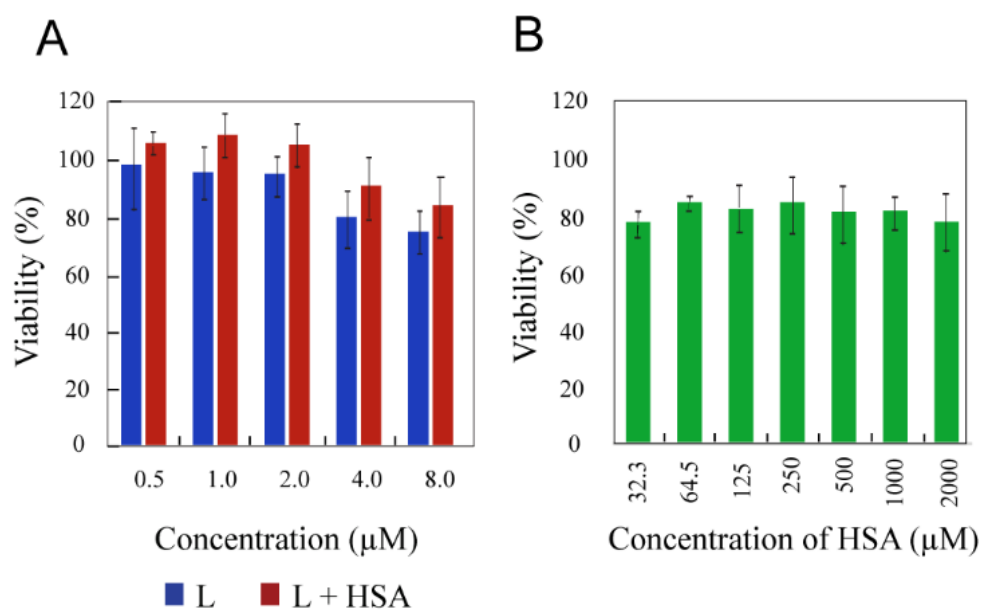 A
Viability (%)
120
100
80
60
40
20
0
0.5 1.0 2.0 4.0 8.0
Concentration (μM)
L L + HSA
B
Viability (%)
120
100
80
60
40
20
0
32.3 64.5 125 250 500 1000 2000
Concentration of HSA (μM)